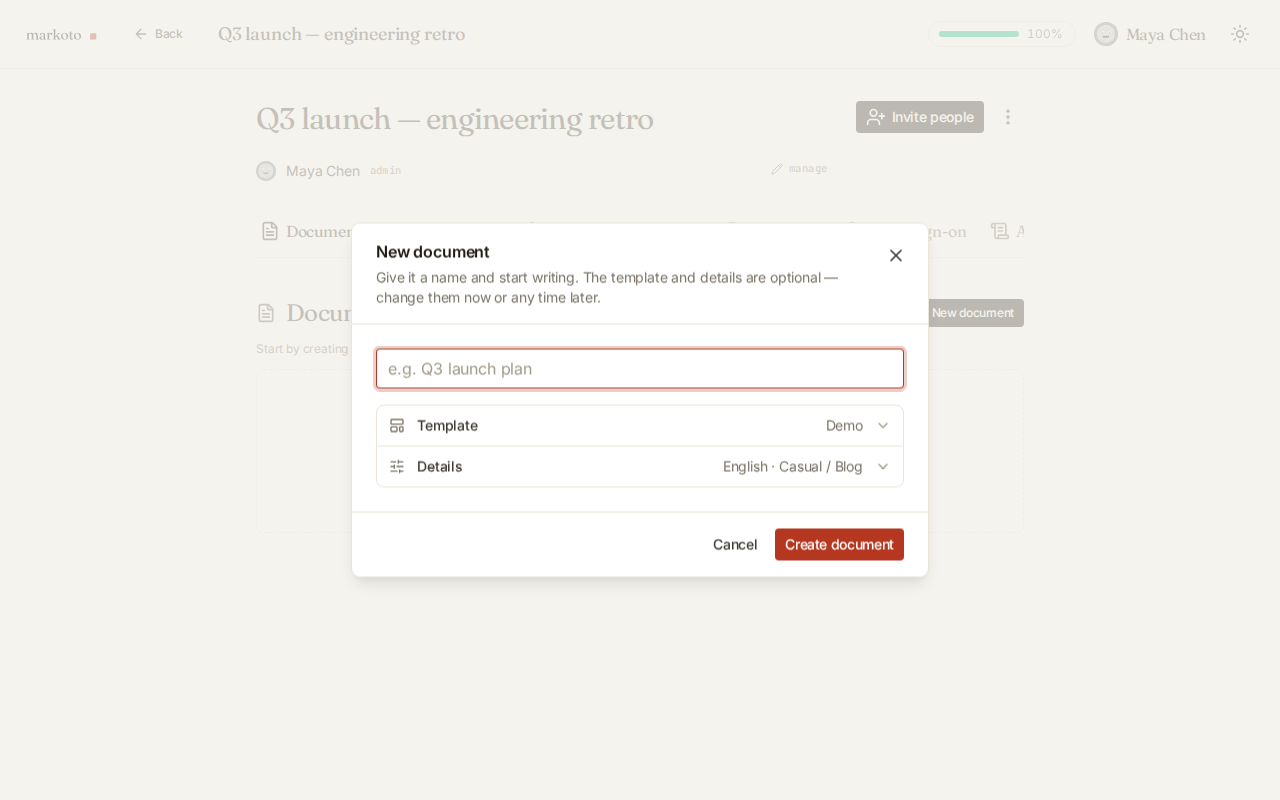 markoto
Back
Q3 launch — engineering retro
100%
Maya Chen
Q3 launch — engineering retro
Invite people
Maya Chen admin
manage
Start by creating
New document
New document
Give it a name and start writing. The template and details are optional —
change them now or any time later.
e.g. Q3 launch plan
Template
Demo
Details
English · Casual / Blog
Cancel
Create document